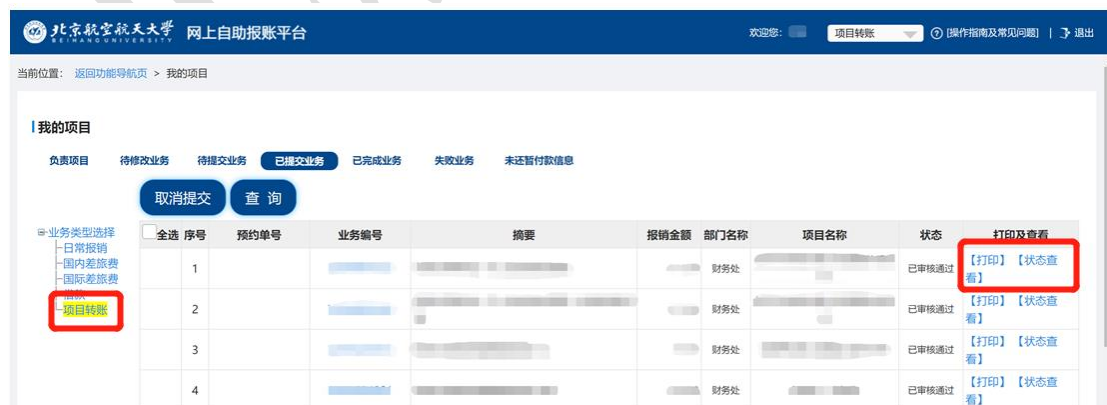 北京航空航天大学 网上自助报账平台 欢迎您: 项目转账 [操作指南及常见问题] | 退出
BEIHANG UNIVERSITY
当前位置: 返回功能导航页 > 我的项目
我的项目
负责项目 待修改业务 待提交业务 已提交业务 已完成业务 失败业务 未还暂付款信息
取消提交 查 询
业务类型选择
日常报销
国内差旅费
国际差旅费
借款
项目转账
全选 序号 预约单号 业务编号 摘要 报销金额 部门名称 项目名称 状态 打印及查看
1 财务处 已审核通过 【打印】【状态查
看】
2 财务处 已审核通过 【打印】【状态查
看】
3 财务处 已审核通过 【打印】【状态查
看】
4 财务处 已审核通过 【打印】【状态查
看】